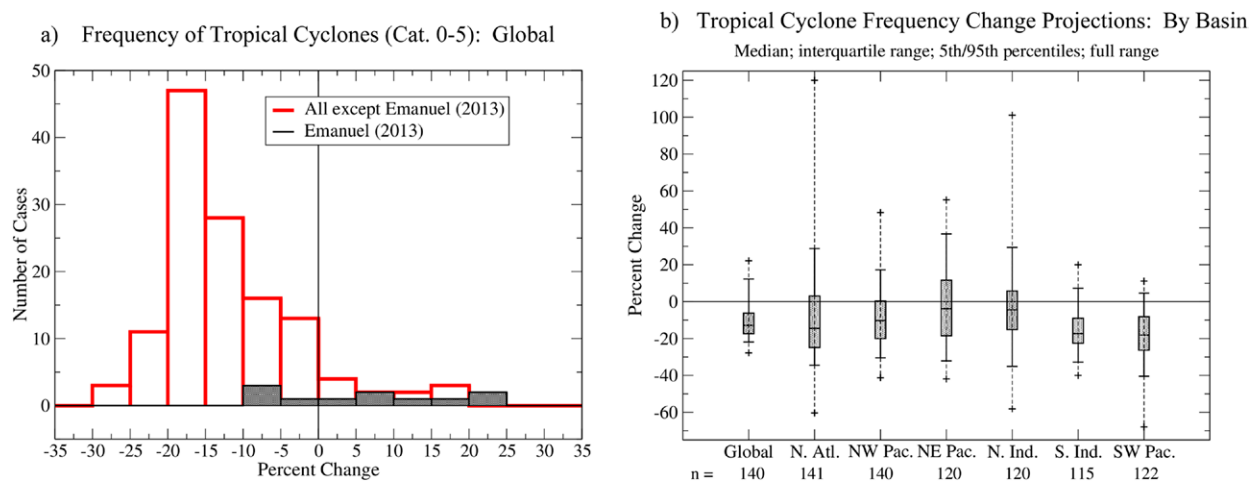 a) Frequency of Tropical Cyclones (Cat. 0-5): Global
50
40
30
20
10
0
Number of Cases
All except Emanuel (2013)
Emanuel (2013)
-35 -30 -25 -20 -15 -10 -5 0 5 10 15 20 25 30 35
Percent Change
b) Tropical Cyclone Frequency Change Projections: By Basin
Median; interquartile range; 5th/95th percentiles; full range
120
100
80
60
40
20
0
-20
-40
-60
Percent Change
Global N. Atl. NW Pac. NE Pac. N. Ind. S. Ind. SW Pac.
n = 140 141 140 120 120 115 122